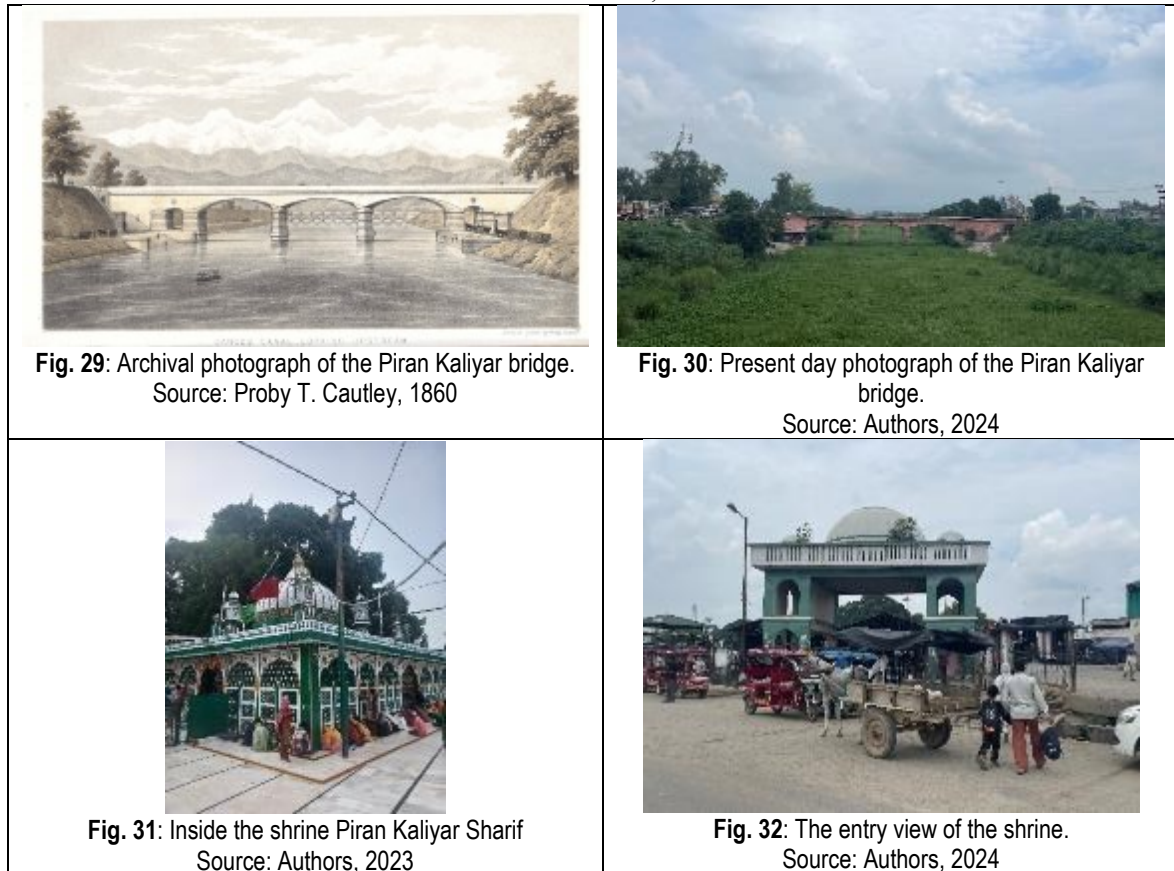 GANGES CANAL
Fig. 29: Archival photograph of the Piran Kaliyar bridge.
Source: Proby T. Cautley, 1860
Fig. 30: Present day photograph of the Piran Kaliyar
bridge.
Source: Authors, 2024
Fig. 31: Inside the shrine Piran Kaliyar Sharif
Source: Authors, 2023
Fig. 32: The entry view of the shrine.
Source: Authors, 2024